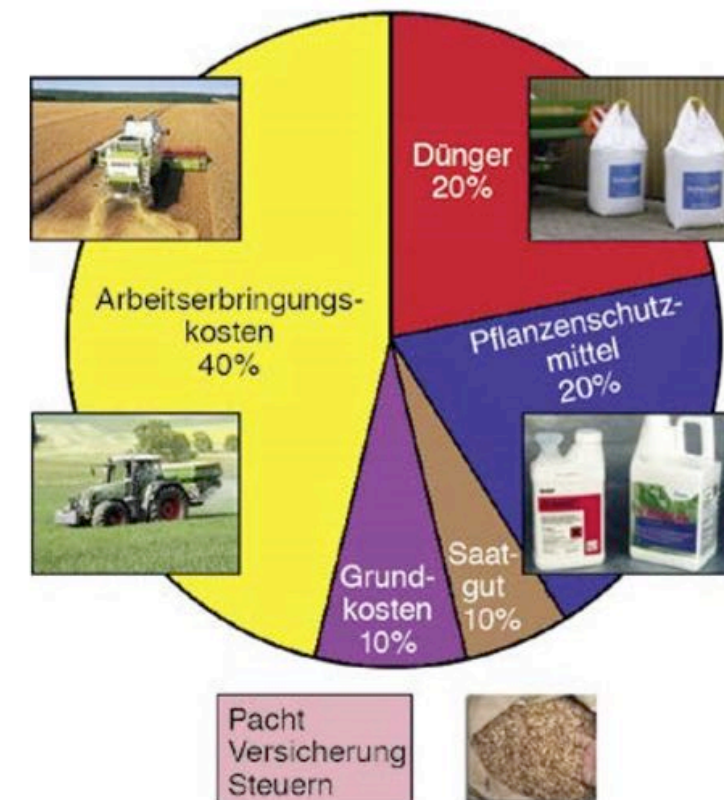 Dünger
20%
Arbeitserbringungs-
kosten
40%
Pflanzenschutz-
mittel
20%
Saat-
gut
10%
Grund-
kosten
10%
Pacht
Versicherung
Steuern